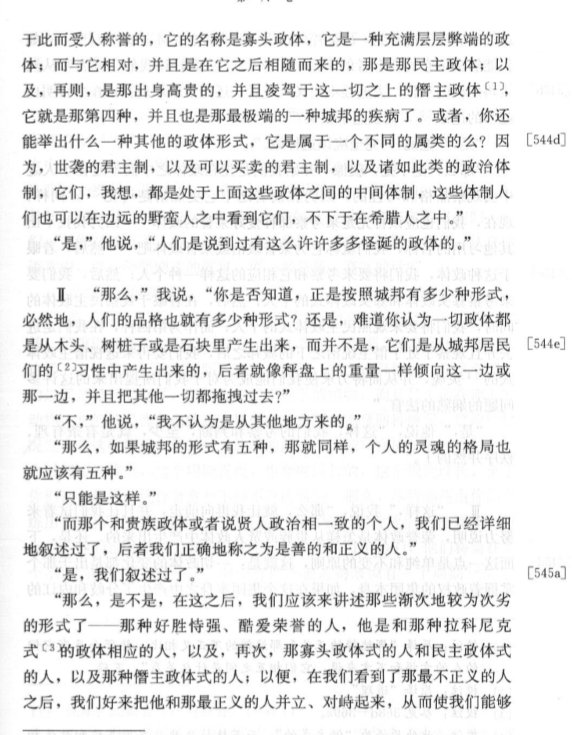 于此而受人称誉的，它的名称是寡头政体，它是一种充满层层弊端的政
体；而与它相对，并且是在它之后相随而来的，那是那民主政体；以
及，再则，是那出身高贵的，并且凌驾于这一切之上的僭主政体〔1〕，
它就是那第四种，并且也是那最极端的一种城邦的疾病了。或者，你还
能举出什么一种其他的政体形式，它是属于一个不同的属类的么？因 ［544d］
为，世袭的君主制，以及可以买卖的君主制，以及诸如此类的政治体
制，它们，我想，都是处于上面这些政体之间的中间体制，这些体制人
们也可以在边远的野蛮人之中看到它们，不下于在希腊人之中。”
“是，”他说，“人们是说到过有这么许许多多怪诞的政体的。”
Ⅱ “那么，”我说，“你是否知道，正是按照城邦有多少种形式，
必然地，人们的品格也就有多少种形式？还是，难道你认为一切政体都
是从木头、树桩子或是石块里产生出来，而并不是，它们是从城邦居民 ［544e］
们的〔2〕习性中产生出来的，后者就像秤盘上的重量一样倾向这一边或
那一边，并且把其他一切都拖拽过去？”
“不，”他说，“我不认为是从其他地方来的。”
“那么，如果城邦的形式有五种，那就同样，个人的灵魂的格局也
就应该有五种。”
“只能是这样。”
“而那个和贵族政体或者说贤人政治相一致的个人，我们已经详细
地叙述过了，后者我们正确地称之为是善的和正义的人。”
“是，我们叙述过了。” ［545a］
“那么，是不是，在这之后，我们应该来讲述那些渐次地较为次劣
的形式了——那种好胜恃强、酷爱荣誉的人，他是和那种拉科尼克
式〔3〕的政体相应的人，以及，再次，那寡头政体式的人和民主政体式
的人，以及那种僭主政体式的人；以便，在我们看到了那最不正义的人
之后，我们好来把他和那最正义的人并立、对峙起来，从而使我们能够